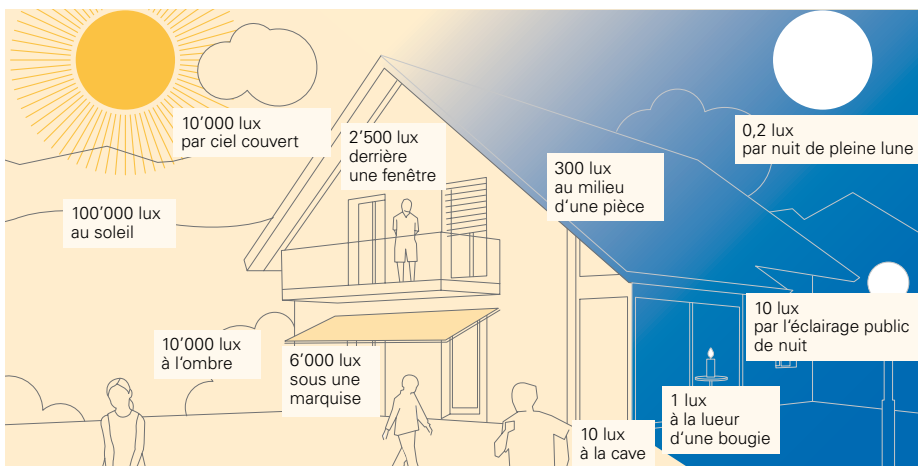 10’000 lux
par ciel couvert
2’500 lux
derrière
une fenêtre
300 lux
au milieu
d‘une pièce
0,2 lux
par nuit de pleine lune
100’000 lux
au soleil
10’000 lux
à l‘ombre
6’000 lux
sous une
marquise
10 lux
par l‘éclairage public
de nuit
1 lux
à la lueur
d‘une bougie
10 lux
à la cave